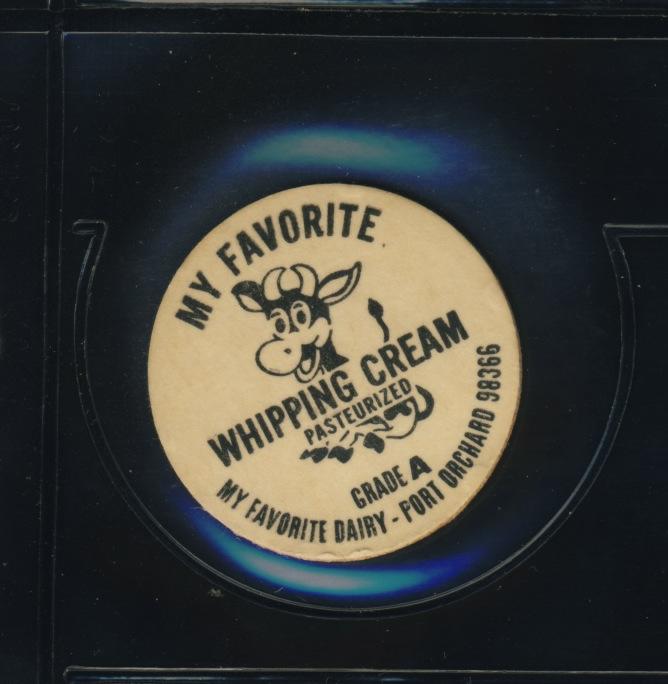 MY FAVORITE
WHIPPING CREAM
PASTEURIZED
GRADE A
MY FAVORITE DAIRY - PORT ORCHARD 98366